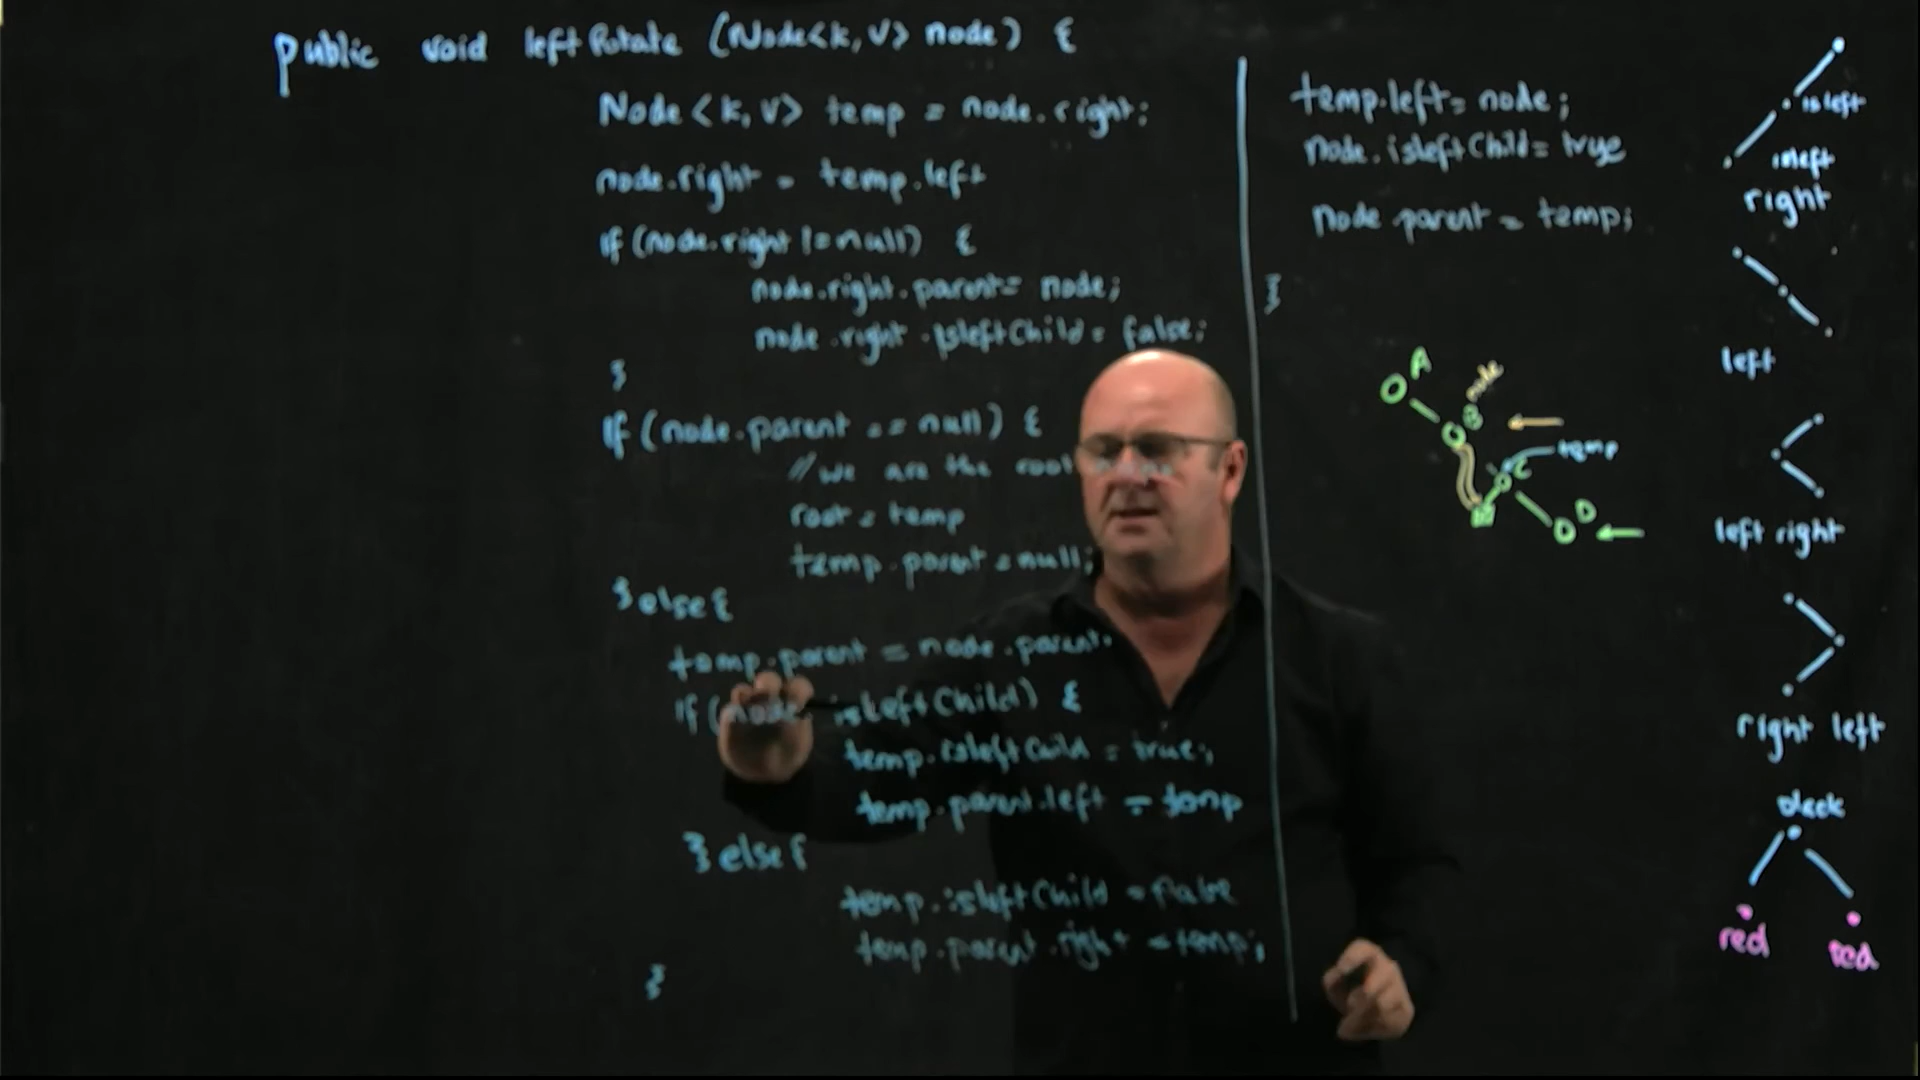 public void leftRotate (Node<k, V> node) {
Node<k, V> temp = node.right;
node.right = temp.left
If (node.right != null) {
node.right.parent = node;
node.right.isleftChild = false;
}
If (node.parent == null) {
// we are the root
root = temp
temp.parent = null;
} else {
temp.parent = node.parent.
If (node.isLeftChild) {
temp.isleftChild = true;
temp.parent.left = temp
} else {
temp.isleftChild = false
temp.parent.right = temp;
}
temp.left = node;
node.isleftChild = true
node.parent = temp;
}
A
node
B
temp
C
D
is left
isleft
right
left
left right
right left
black
red red